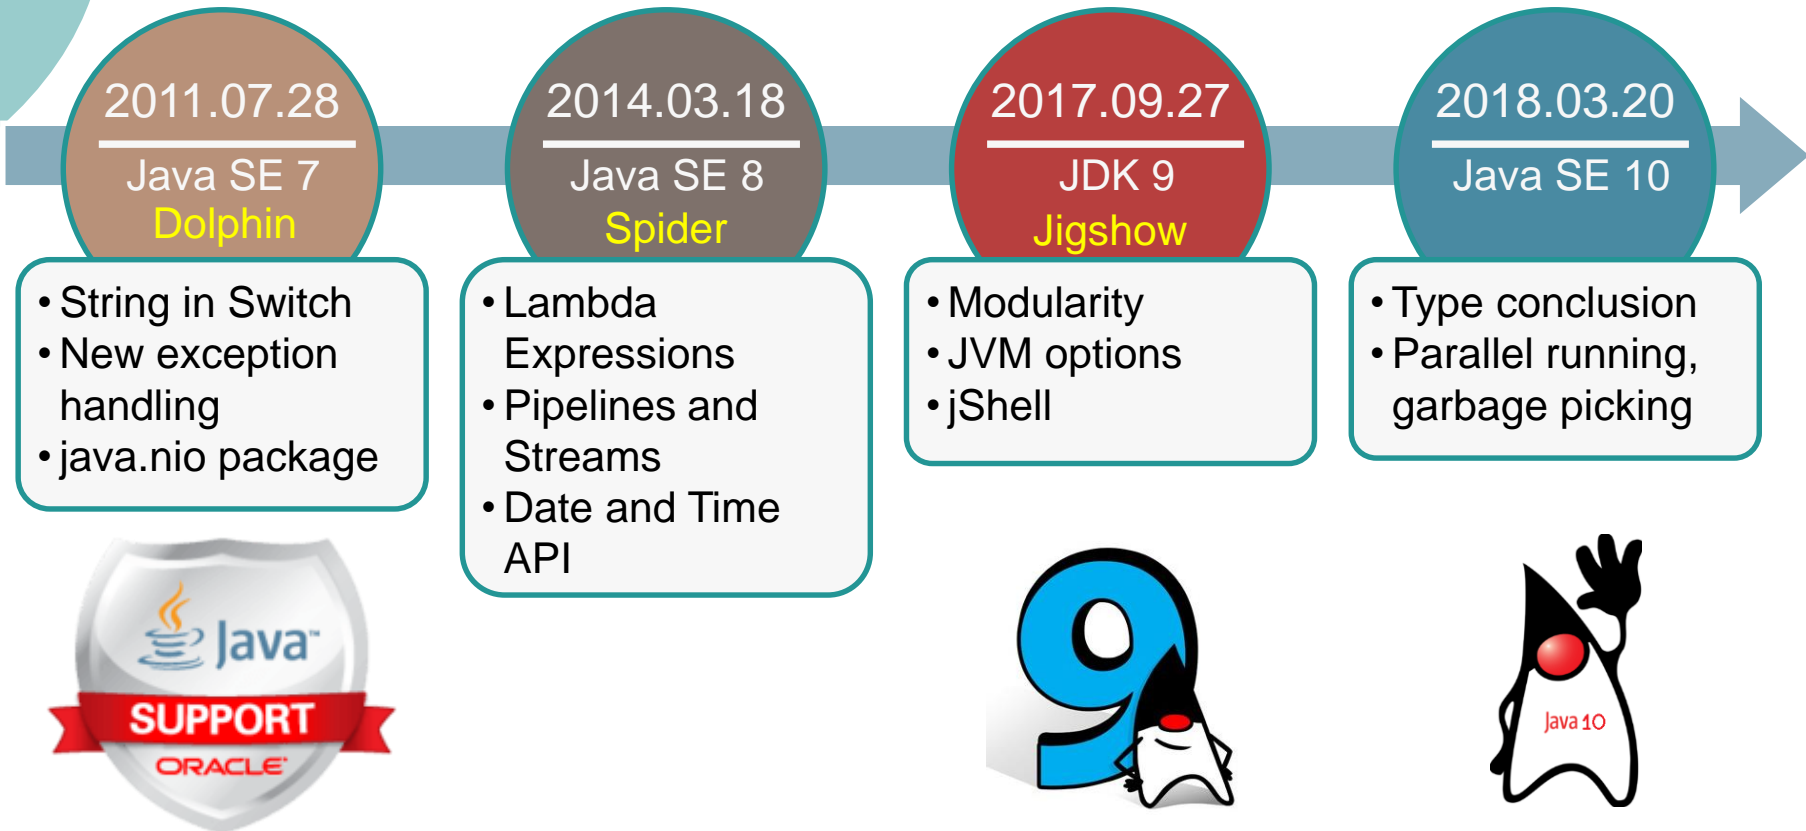 2011.07.28
Java SE 7
Dolphin
• String in Switch
• New exception
handling
• java.nio package
2014.03.18
Java SE 8
Spider
• Lambda
Expressions
• Pipelines and
Streams
• Date and Time
API
2017.09.27
JDK 9
Jigshow
• Modularity
• JVM options
• jShell
2018.03.20
Java SE 10
• Type conclusion
• Parallel running,
garbage picking
Java™
SUPPORT
ORACLE®
9
Java 10